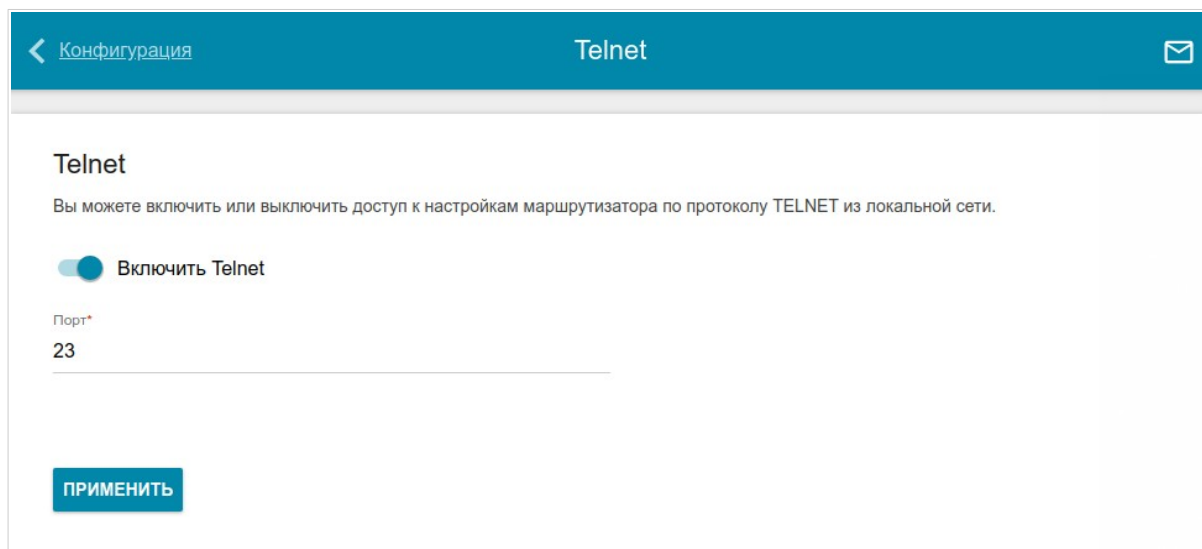 Конфигурация
Telnet
Telnet
Вы можете включить или выключить доступ к настройкам маршрутизатора по протоколу TELNET из локальной сети.
Включить Telnet
Порт*
23
ПРИМЕНИТЬ